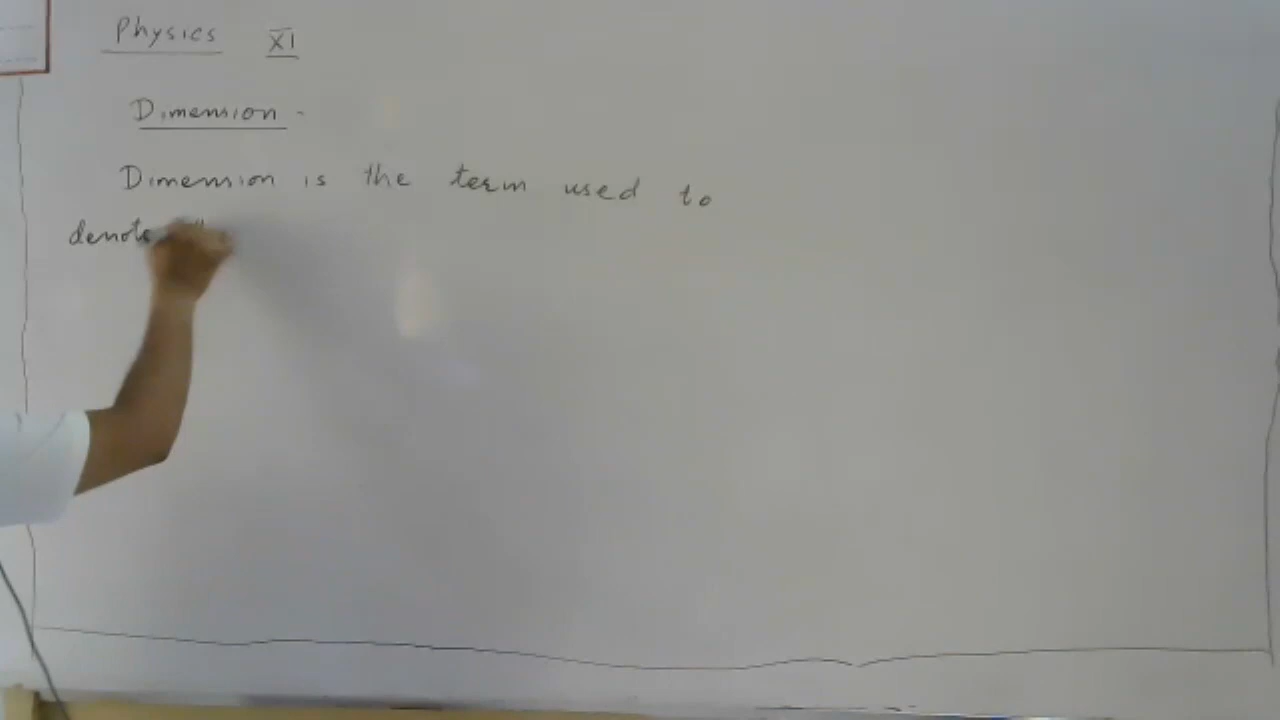 Physics XI
Dimension -
Dimension is the term used to
denote